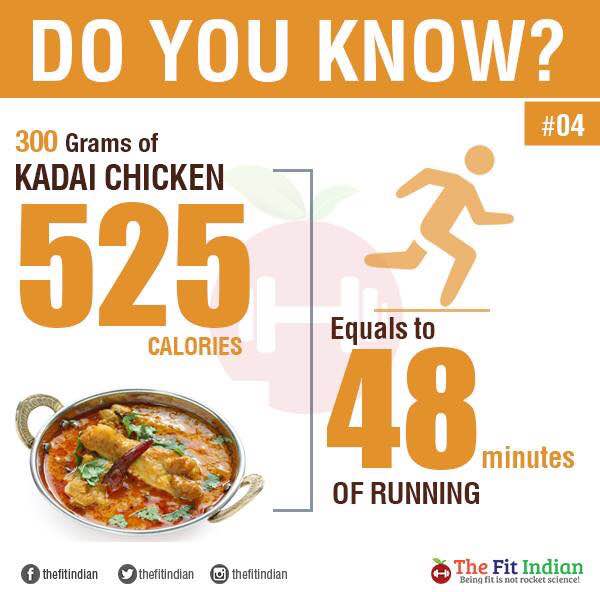 DO YOU KNOW?
#04
300 Grams of
KADAI CHICKEN
525
CALORIES
Equals to
48
minutes
OF RUNNING
thefitindian thefitindian thefitindian
The Fit Indian
Being fit is not rocket science!